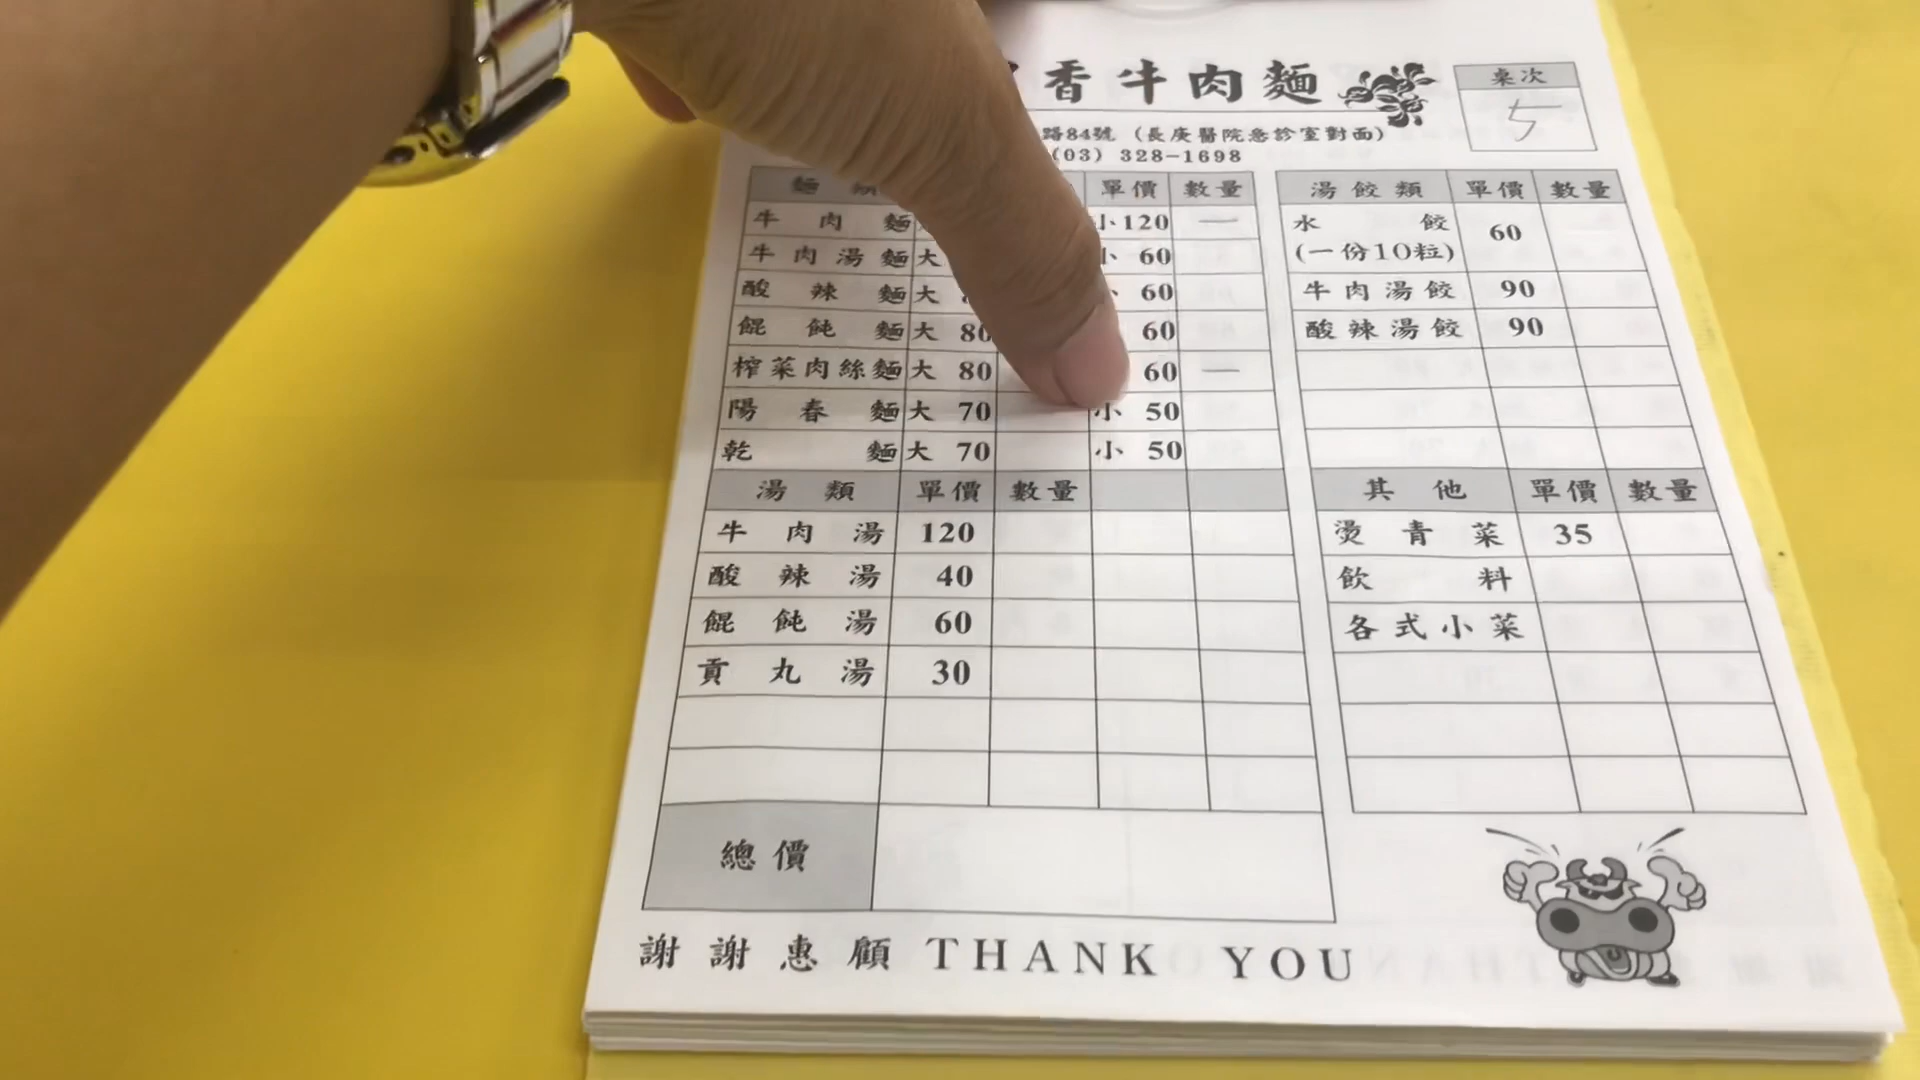 香牛肉麵
桌次
5
路84號（長庚醫院急診室對面）
(03) 328-1698
麵 單價 數量
牛肉麵 小120 一
牛肉湯麵 大 小 60
酸辣麵 大 60
餛飩麵 大 80 60
榨菜肉絲麵 大 80 60 一
陽春麵 大 70 小 50
乾麵 大 70 小 50
湯類 單價 數量
牛肉湯 120
酸辣湯 40
餛飩湯 60
貢丸湯 30
總價
湯餃類 單價 數量
水餃 60
(一份10粒)
牛肉湯餃 90
酸辣湯餃 90
其他 單價 數量
燙青菜 35
飲料
各式小菜
謝謝惠顧 THANK YOU